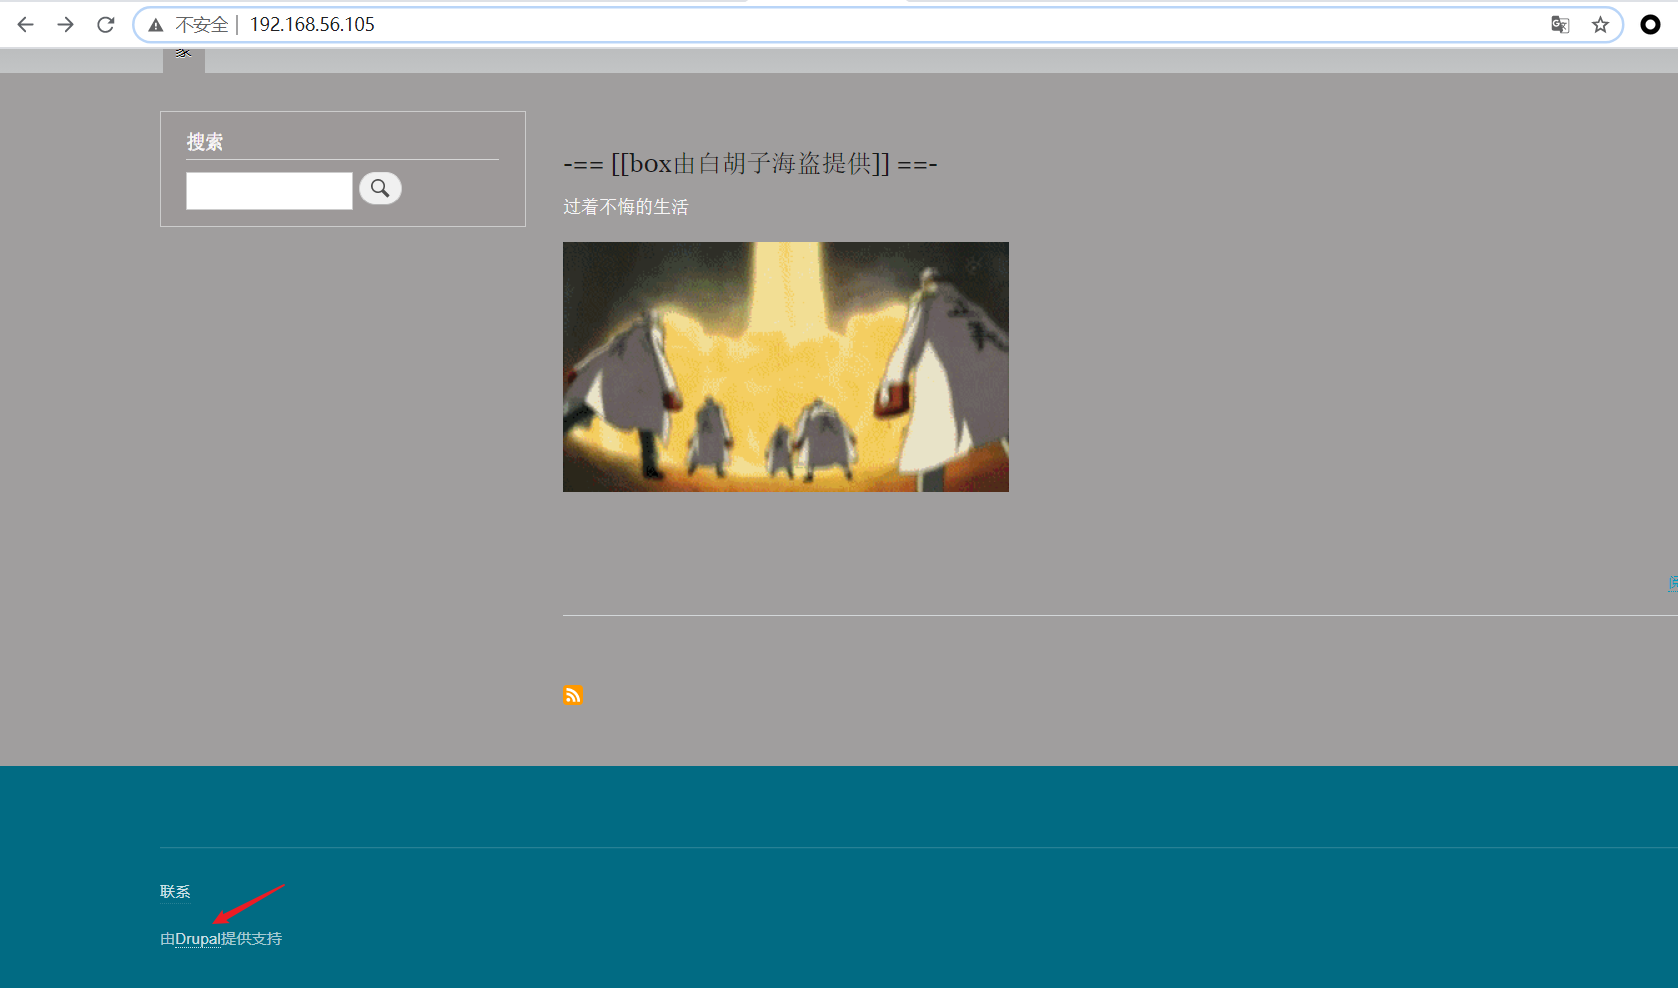 不安全 | 192.168.56.105
家
搜索
-== [[box由白胡子海盗提供]] ==-
过着不悔的生活
联系
由Drupal提供支持